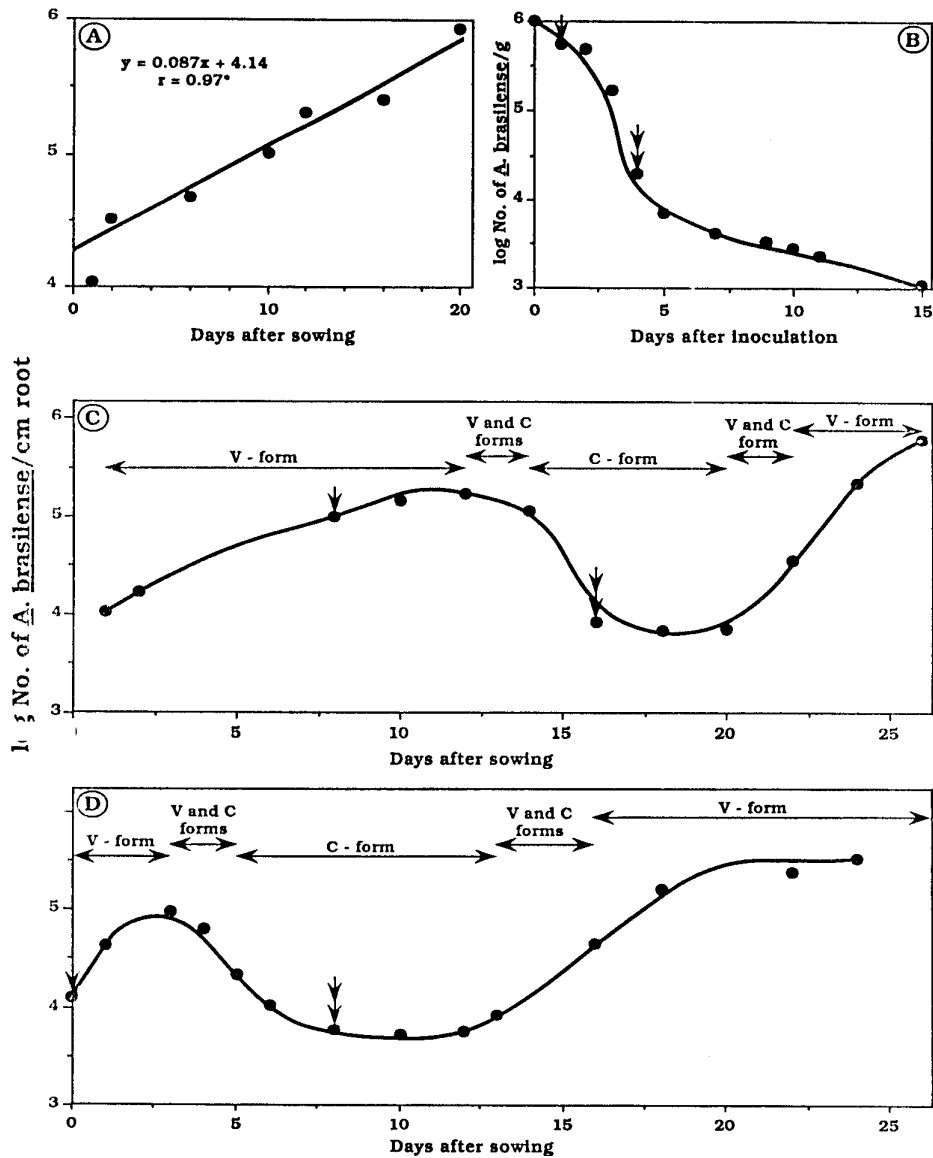 A
y = 0.087x + 4.14
r = 0.97*
6
5
4
0
10
20
Days after sowing
B
log No. of A. brasilense/g
6
5
4
3
0
5
10
15
Days after inoculation
No. of A. brasilense/cm root
C
V - form
V and C
forms
C - form
V and C
form
V - form
6
5
4
3
5
10
15
20
25
Days after sowing
D
V - form
V and C
forms
C - form
V and C
forms
V - form
5
4
3
0
5
10
15
20
25
Days after sowing